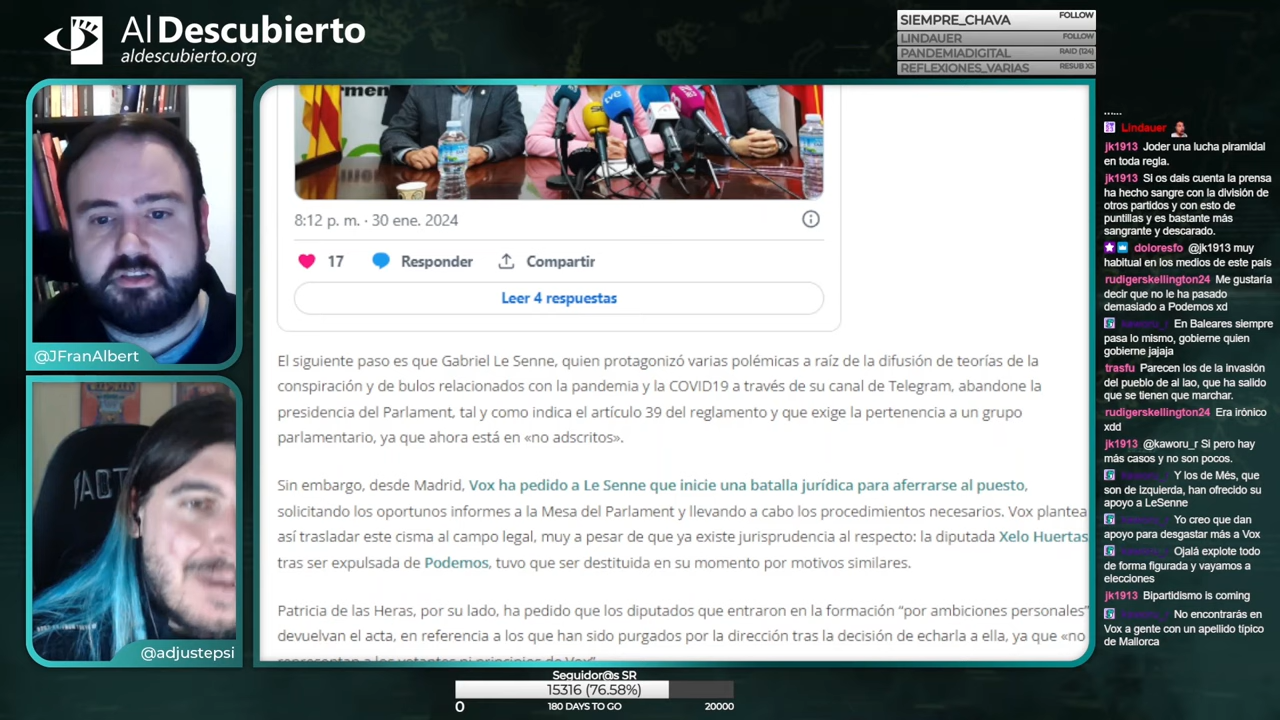 Al Descubierto
aldescubierto.org
SIEMPRE_CHAVA FOLLOW
LINDAUER FOLLOW
PANDEMIADIGITAL RAID (124)
REFLEXIONES_VARIAS RESUB X5
@JFranAlbert
@adjustepsi
8:12 p. m. · 30 ene. 2024
17 Responder Compartir
Leer 4 respuestas
El siguiente paso es que Gabriel Le Senne, quien protagonizó varias polémicas a raíz de la difusión de teorías de la
conspiración y de bulos relacionados con la pandemia y la COVID19 a través de su canal de Telegram, abandone la
presidencia del Parlament, tal y como indica el artículo 39 del reglamento y que exige la pertenencia a un grupo
parlamentario, ya que ahora está en «no adscritos».
Sin embargo, desde Madrid, Vox ha pedido a Le Senne que inicie una batalla jurídica para aferrarse al puesto,
solicitando los oportunos informes a la Mesa del Parlament y llevando a cabo los procedimientos necesarios. Vox plantea
así trasladar este cisma al campo legal, muy a pesar de que ya existe jurisprudencia al respecto: la diputada Xelo Huertas
tras ser expulsada de Podemos, tuvo que ser destituida en su momento por motivos similares.
Patricia de las Heras, por su lado, ha pedido que los diputados que entraron en la formación “por ambiciones personales”
devuelvan el acta, en referencia a los que han sido purgados por la dirección tras la decisión de echarla a ella, ya que «no
representan a los votantes ni principios de Vox”
Lindauer
jk1913 Joder una lucha piramidal
en toda regla.
jk1913 Si os dais cuenta la prensa
ha hecho sangre con la división de
otros partidos y con esto de
puntillas y es bastante más
sangrante y descarado.
doloresfo @jk1913 muy
habitual en los medios de este país
rudigerskellington24 Me gustaría
decir que no le ha pasado
demasiado a Podemos xd
kaworu_r En Baleares siempre
pasa lo mismo, gobierne quien
gobierne jajaja
trasfu Parecen los de la invasión
del pueblo de al lao, que ha salido
que se tienen que marchar.
rudigerskellington24 Era irónico
xdd
jk1913 @kaworu_r Si pero hay
más casos y no son pocos.
kaworu_r Y los de Més, que
son de izquierda, han ofrecido su
apoyo a LeSenne
kaworu_r Yo creo que dan
apoyo para desgastar más a Vox
kaworu_r Ojalá explote todo
de forma figurada y vayamos a
elecciones
jk1913 Bipartidismo is coming
kaworu_r No encontrarás en
Vox a gente con un apellido típico
de Mallorca
Seguidor@s SR
15316 (76.58%)
0 180 DAYS TO GO 20000